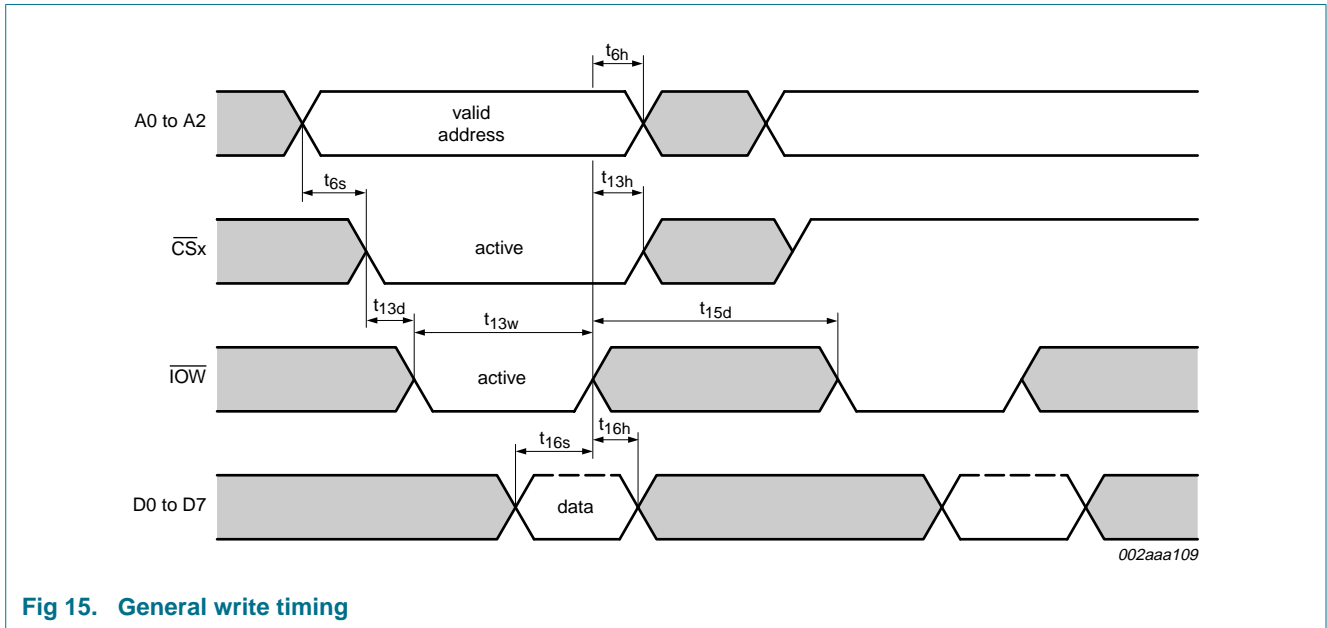 t6h
A0 to A2
valid
address
t6s
t13h
CSx
active
t13d
t13w
t15d
IOW
active
t16s
t16h
D0 to D7
data
002aaa109
Fig 15. General write timing